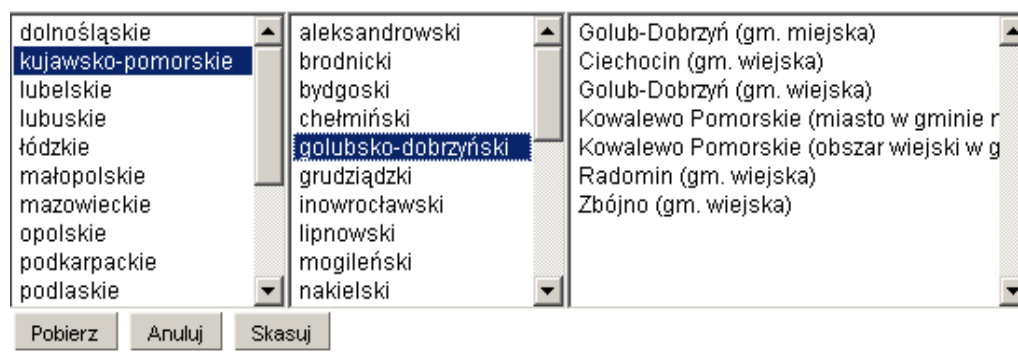 dolnośląskie
kujawsko-pomorskie
lubelskie
lubuskie
łódzkie
małopolskie
mazowieckie
opolskie
podkarpackie
podlaskie
aleksandrowski
brodnicki
bydgoski
chełmiński
golubsko-dobrzyński
grudziądzki
inowrocławski
lipnowski
mogileński
nakielski
Golub-Dobrzyń (gm. miejska)
Ciechocin (gm. wiejska)
Golub-Dobrzyń (gm. wiejska)
Kowalewo Pomorskie (miasto w gminie
Kowalewo Pomorskie (obszar wiejski w
Radomin (gm. wiejska)
Zbójno (gm. wiejska)
Pobierz
Anuluj
Skasuj